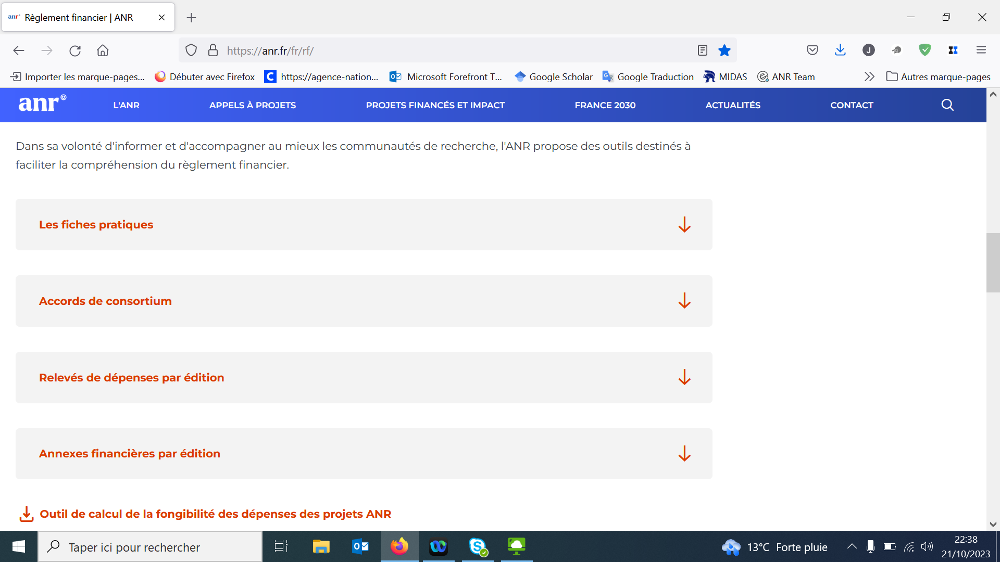 anr
Règlement financier | ANR
https://anr.fr/fr/rf/
J
Importer les marque-pages...
Débuter avec Firefox
C
https://agence-nation...
Microsoft Forefront T...
Google Scholar
Google Traduction
MIDAS
ANR Team
Autres marque-pages
anr
L'ANR
APPELS À PROJETS
PROJETS FINANCÉS ET IMPACT
FRANCE 2030
ACTUALITÉS
CONTACT
Dans sa volonté d'informer et d'accompagner au mieux les communautés de recherche, l'ANR propose des outils destinés à
faciliter la compréhension du règlement financier.
Les fiches pratiques
Accords de consortium
Relevés de dépenses par édition
Annexes financières par édition
Outil de calcul de la fongibilité des dépenses des projets ANR
Taper ici pour rechercher
13°C Forte pluie
22:38
21/10/2023